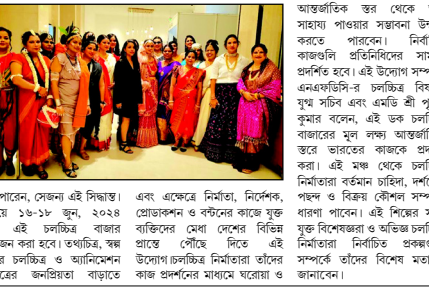 পারেন, সেজন্য এই সিদ্ধান্ত।
১৬-১৮ জুন, ২০২৪
এই চলচ্চিত্র বাজার
করা হবে। তথ্যচিত্র, স্বল্প
চলচ্চিত্র ও অ্যানিমেশন
জনপ্রিয়তা বাড়াতে
এবং এক্ষেত্রে নির্মাতা, নির্দেশক,
প্রোডাকশন ও বণ্টনের কাজে যুক্ত
ব্যক্তিদের মেধা দেশের বিভিন্ন
প্রান্তে পৌঁছে দিতে এই
উদ্যোগ চলচ্চিত্র নির্মাতারা তাঁদের
কাজ প্রদর্শনের মাধ্যমে ঘরোয়া ও
আন্তর্জাতিক স্তর থেকে
সাহায্য পাওয়ার সম্ভাবনা
করতে পারবেন।
কাজগুলি প্রতিনিধিদের
প্রদর্শিত হবে। এই উদ্যোগ
এনএফডিসি-র চলচ্চিত্র
যুগ্ম সচিব এবং এমডি শ্রী
কুমার বলেন, এই ডক
বাজারের মূল লক্ষ্য
স্তরে ভারতের কাজকে
করা। এই মঞ্চ থেকে
নির্মাতারা বর্তমান চাহিদা,
পছন্দ ও বিক্রয় কৌশল
ধারণা পাবেন। এই শিল্পের
যুক্ত বিশেষজ্ঞরা ও অভিজ্ঞ
নির্মাতারা নির্বাচিত
সম্পর্কে তাঁদের বিশেষ
জানাবেন।